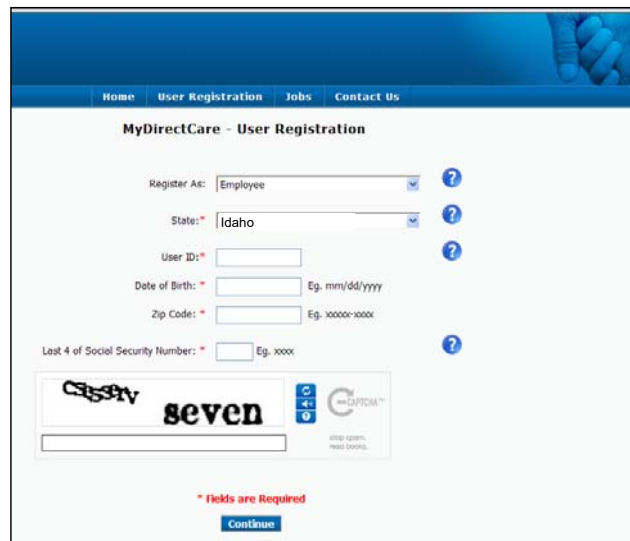 Home User Registration Jobs Contact Us
MyDirectCare - User Registration
Register As: Employee
State:* Idaho
User ID:*
Date of Birth: * Eg. mm/dd/yyyy
Zip Code: * Eg. xxxxx-xxxx
Last 4 of Social Security Number: * Eg. xxxx
seven
CAPTCHA™
stop spam.
read books.
* Fields are Required
Continue